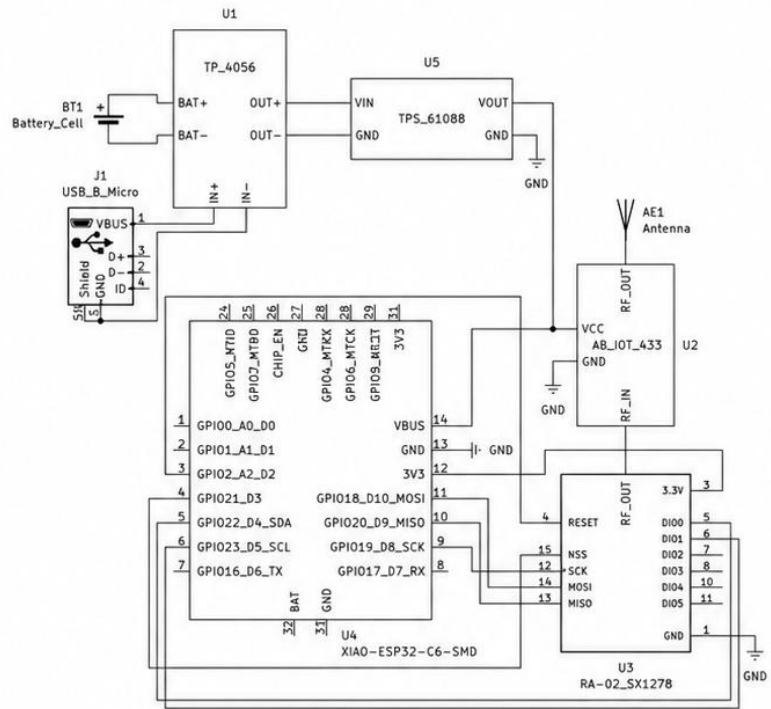 U1
TP_4056
BAT+
BAT-
OUT+
OUT-
IN+
IN-
BT1
Battery_Cell
+
U5
TPS_61088
VIN
GND
VOUT
GND
GND
J1
USB_B_Micro
VBUS
D+
D-
ID
Shield
GND
1
3
2
4
5
AE1
Antenna
RF_OUT
VCC
AB_IOT_433
GND
RF_IN
U2
GND
24
25
26
27
28
28
29
31
CHIP_EN
GPIO6_MTCK
3V3
1
GPIO0_A0_D0
2
GPIO1_A1_D1
3
GPIO2_A2_D2
4
GPIO21_D3
5
GPIO22_D4_SDA
6
GPIO23_D5_SCL
7
GPIO16_D6_TX
VBUS
14
GND
13
GND
3V3
12
GPIO18_D10_MOSI
11
GPIO20_D9_MISO
10
GPIO19_D8_SCK
9
GPIO17_D7_RX
8
BAT
GND
32
31
U4
XIAO-ESP32-C6-SMD
RF_OUT
4
RESET
15
NSS
12
SCK
14
MOSI
13
MISO
3.3V
3
DIO0
5
DIO1
6
DIO2
7
DIO3
8
DIO4
10
DIO5
11
GND
1
GND
U3
RA-02_SX1278